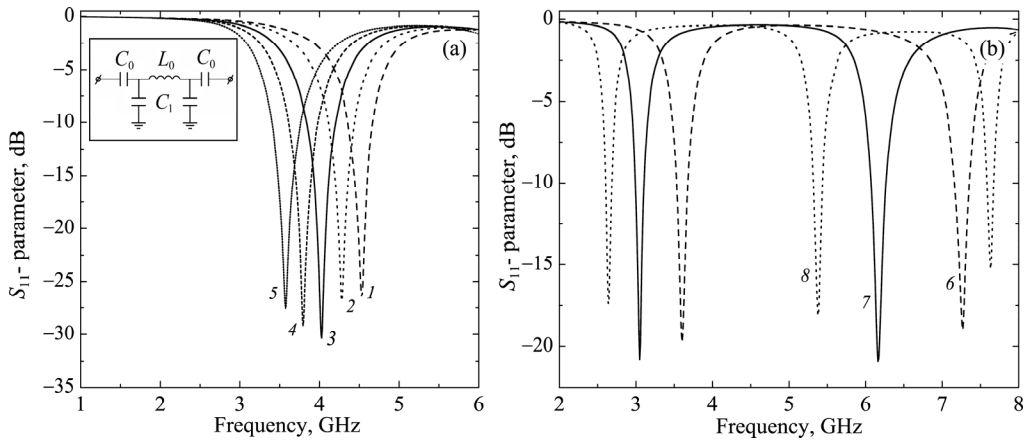 0
−5
−10
−15
−20
−25
−30
−35
S11- parameter, dB
(a)
C0 L0 C0
C1
5
4
3
2
1
1 2 3 4 5 6
Frequency, GHz
0
−5
−10
−15
−20
S11- parameter, dB
(b)
8
7
6
2 3 4 5 6 7 8
Frequency, GHz